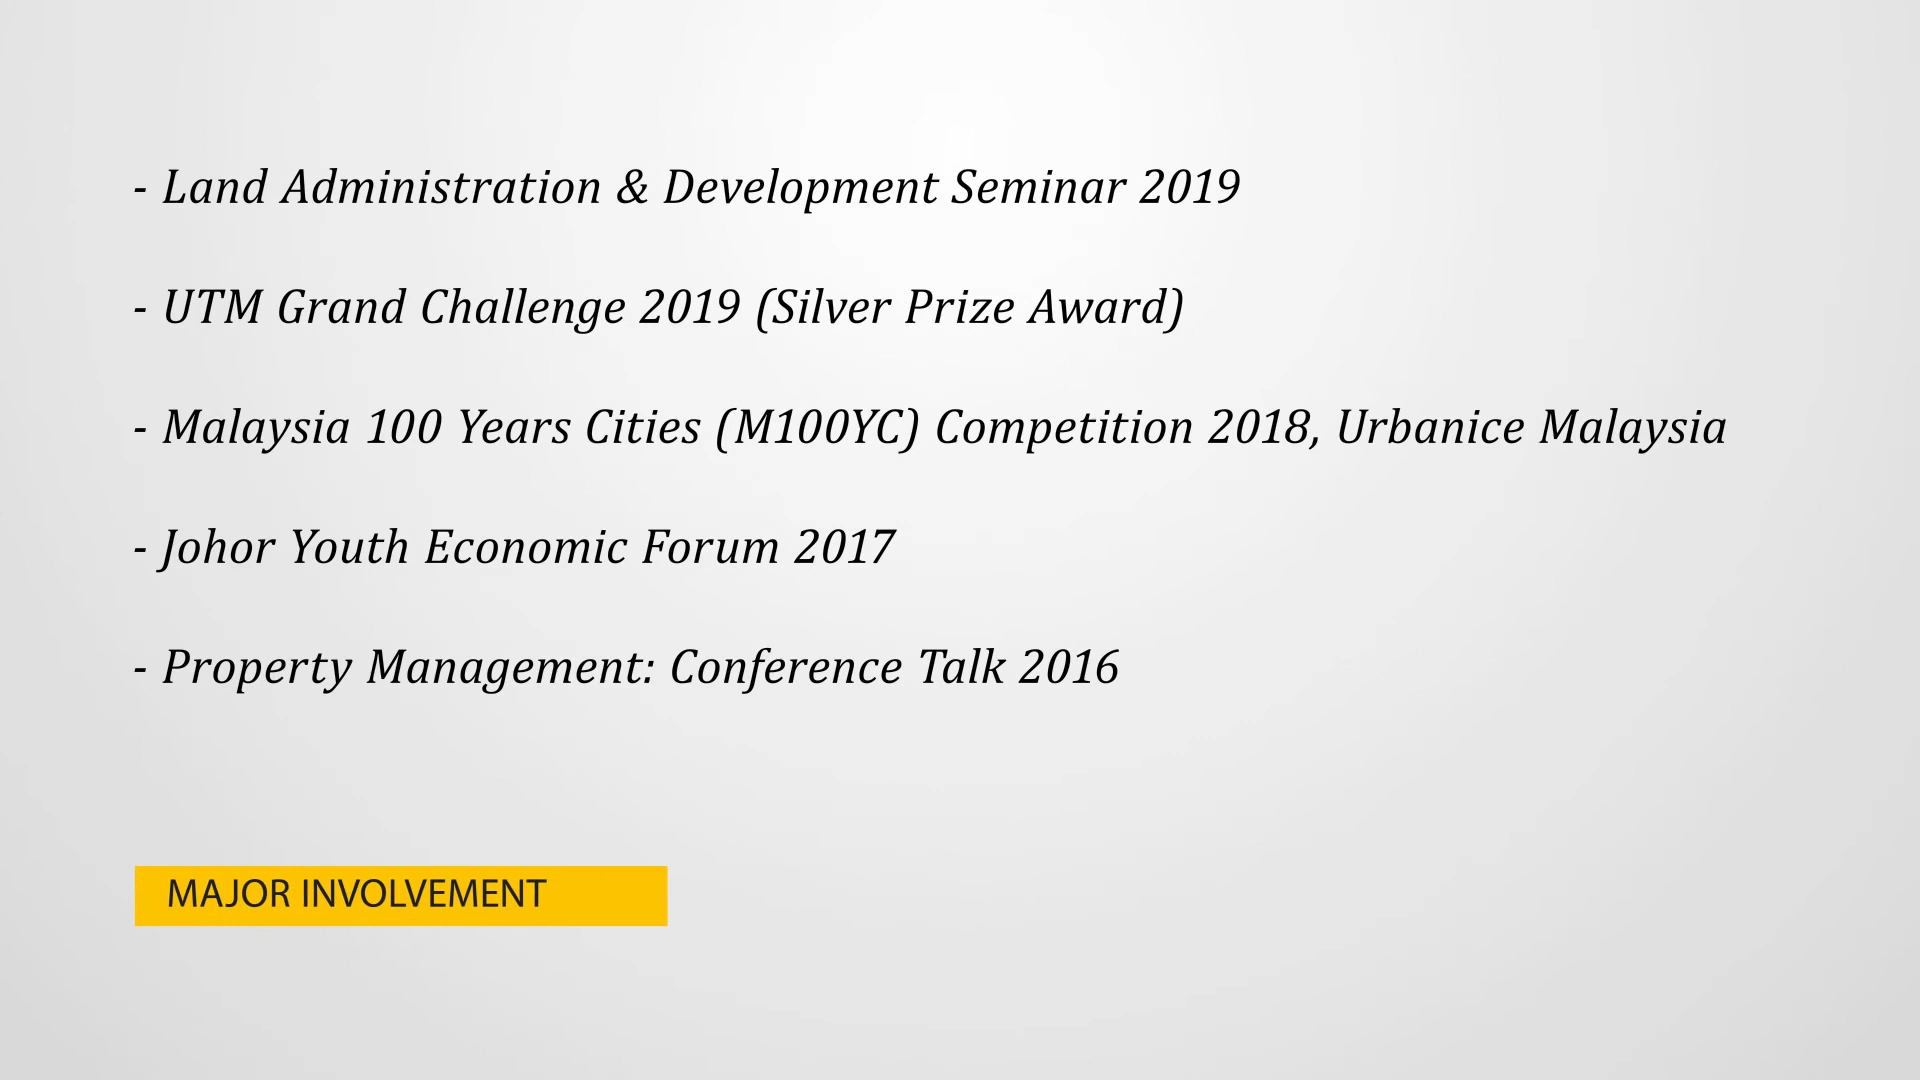 - Land Administration & Development Seminar 2019
- UTM Grand Challenge 2019 (Silver Prize Award)
- Malaysia 100 Years Cities (M100YC) Competition 2018, Urbanice Malaysia
- Johor Youth Economic Forum 2017
- Property Management: Conference Talk 2016
MAJOR INVOLVEMENT